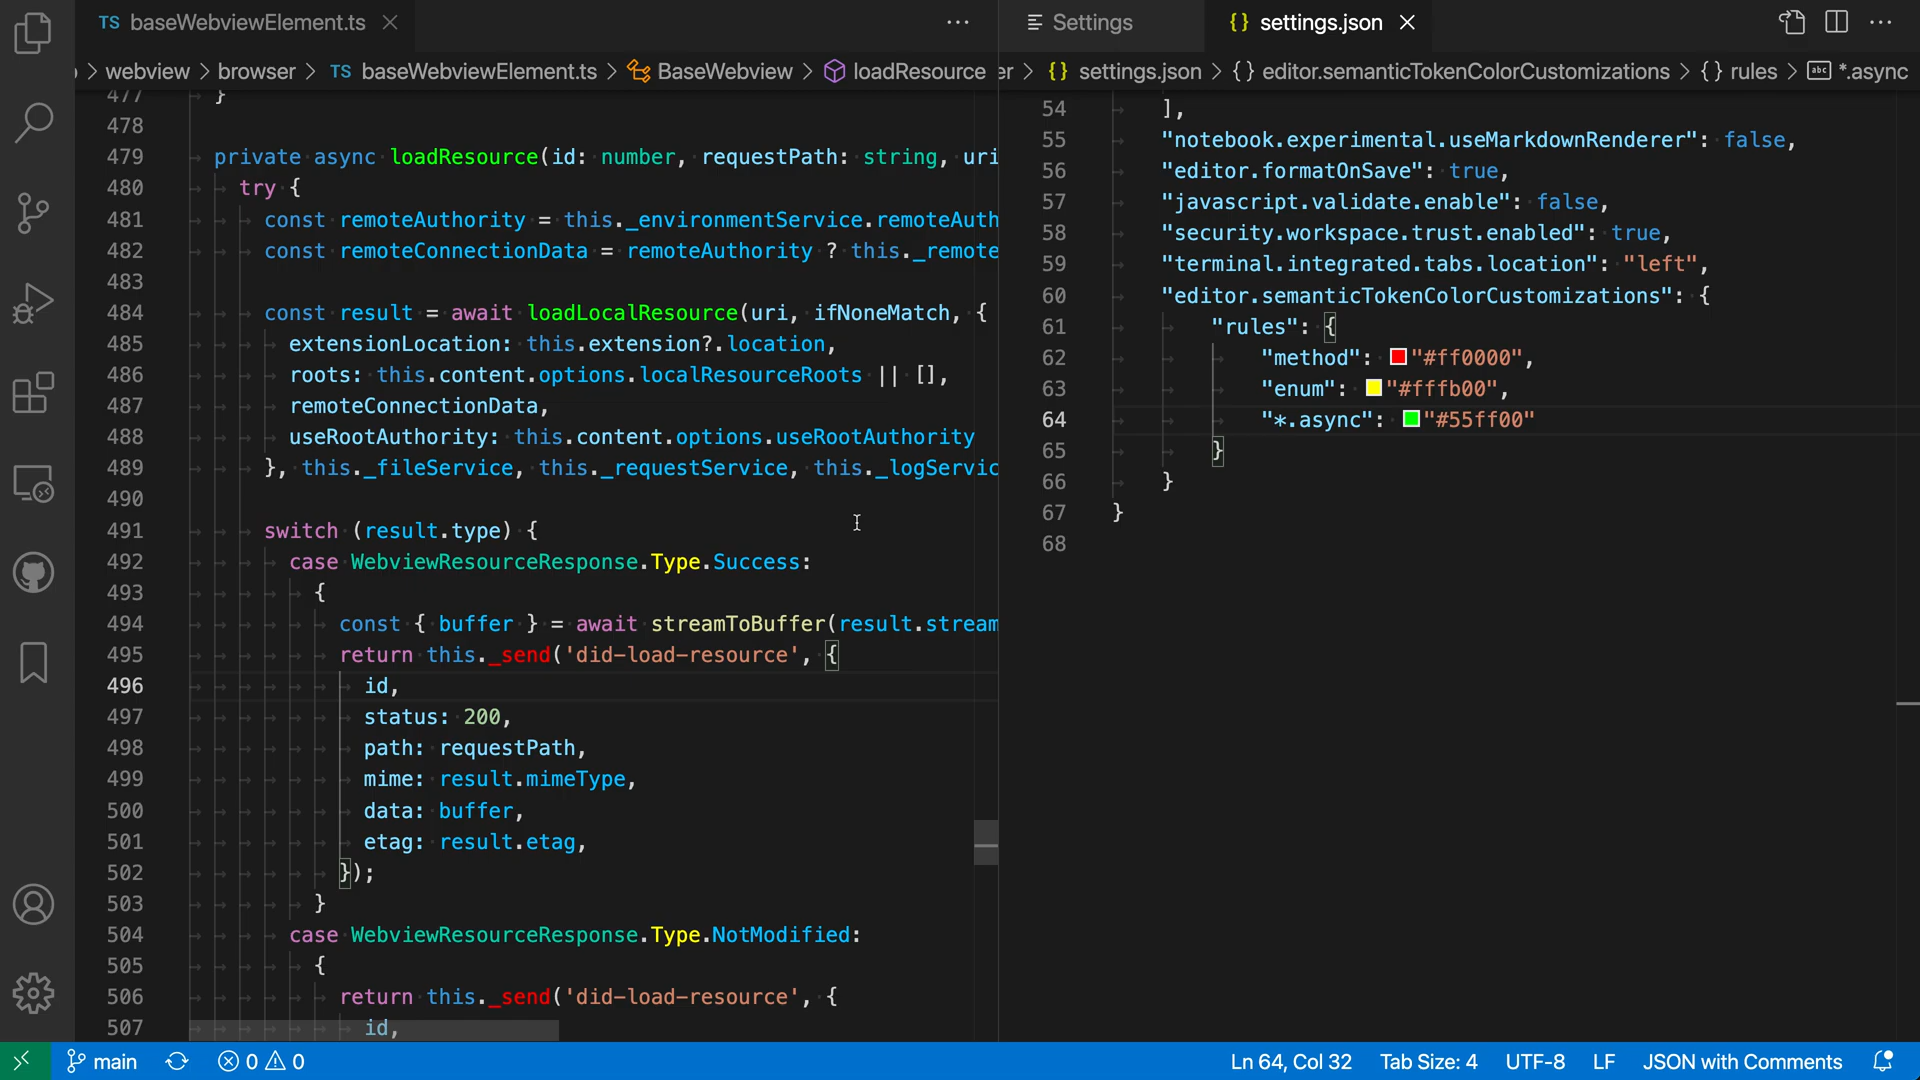 TS baseWebviewElement.ts
> webview > browser > TS baseWebviewElement.ts > BaseWebview > loadResource
477 }
478
479 private async loadResource(id: number, requestPath: string, uri
480 try {
481 const remoteAuthority = this._environmentService.remoteAuth
482 const remoteConnectionData = remoteAuthority ? this._remote
483
484 const result = await loadLocalResource(uri, ifNoneMatch, {
485 extensionLocation: this.extension?.location,
486 roots: this.content.options.localResourceRoots || [],
487 remoteConnectionData,
488 useRootAuthority: this.content.options.useRootAuthority
489 }, this._fileService, this._requestService, this._logServic
490
491 switch (result.type) {
492 case WebviewResourceResponse.Type.Success:
493 {
494 const { buffer } = await streamToBuffer(result.stream
495 return this._send('did-load-resource', {
496 id,
497 status: 200,
498 path: requestPath,
499 mime: result.mimeType,
500 data: buffer,
501 etag: result.etag,
502 });
503 }
504 case WebviewResourceResponse.Type.NotModified:
505 {
506 return this._send('did-load-resource', {
507 id,
Settings
{} settings.json
er > {} settings.json > {} editor.semanticTokenColorCustomizations > {} rules > abc *.async
54 ],
55 "notebook.experimental.useMarkdownRenderer": false,
56 "editor.formatOnSave": true,
57 "javascript.validate.enable": false,
58 "security.workspace.trust.enabled": true,
59 "terminal.integrated.tabs.location": "left",
60 "editor.semanticTokenColorCustomizations": {
61 "rules": {
62 "method": "#ff0000",
63 "enum": "#fffb00",
64 "*.async": "#55ff00"
65 }
66 }
67 }
68
main 0 0 Ln 64, Col 32 Tab Size: 4 UTF-8 LF JSON with Comments